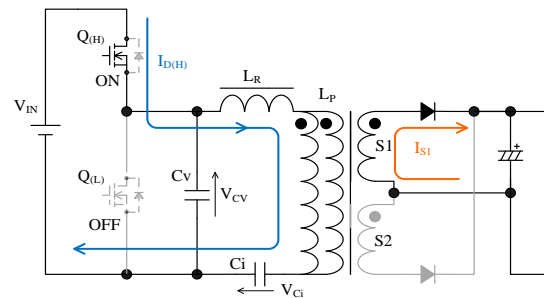 Q(H)
ID(H)
ON
LR
LP
VIN
S1
IS1
+
Q(L)
CV
VCV
OFF
S2
Ci
VCi